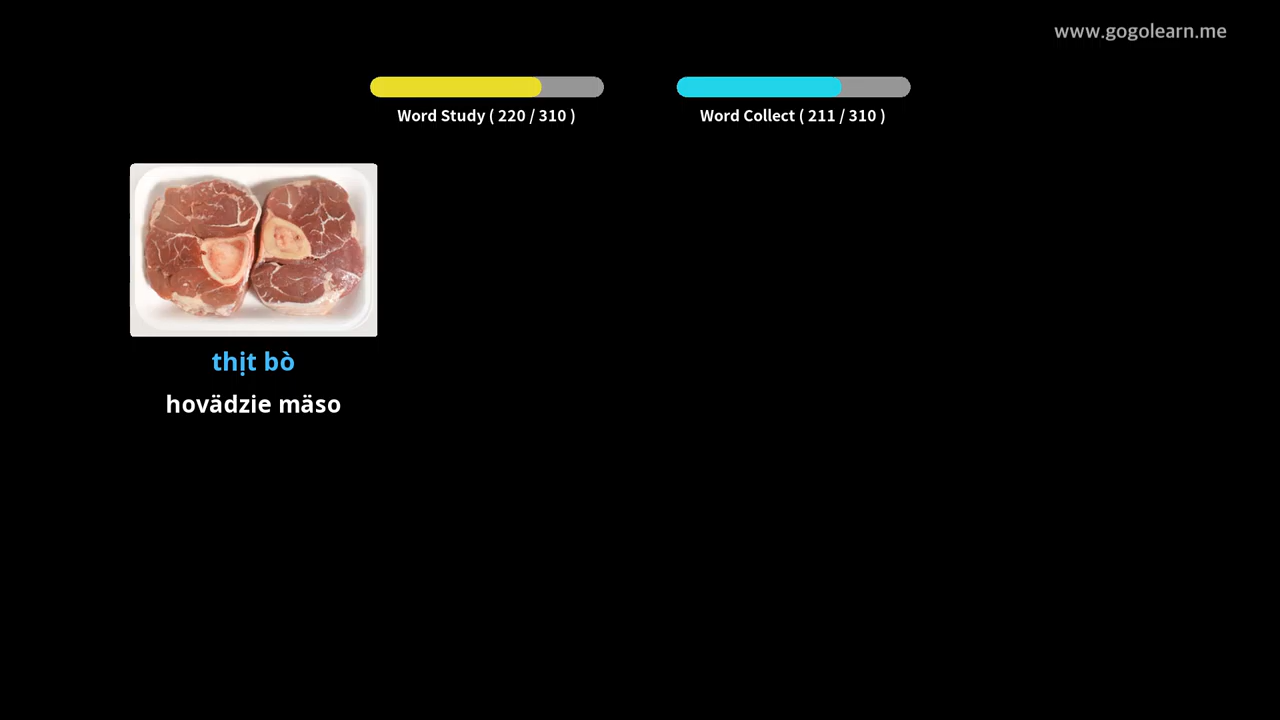 www.gogolearn.me
Word Study ( 220 / 310 )
Word Collect ( 211 / 310 )
thịt bò
hovädzie mäso